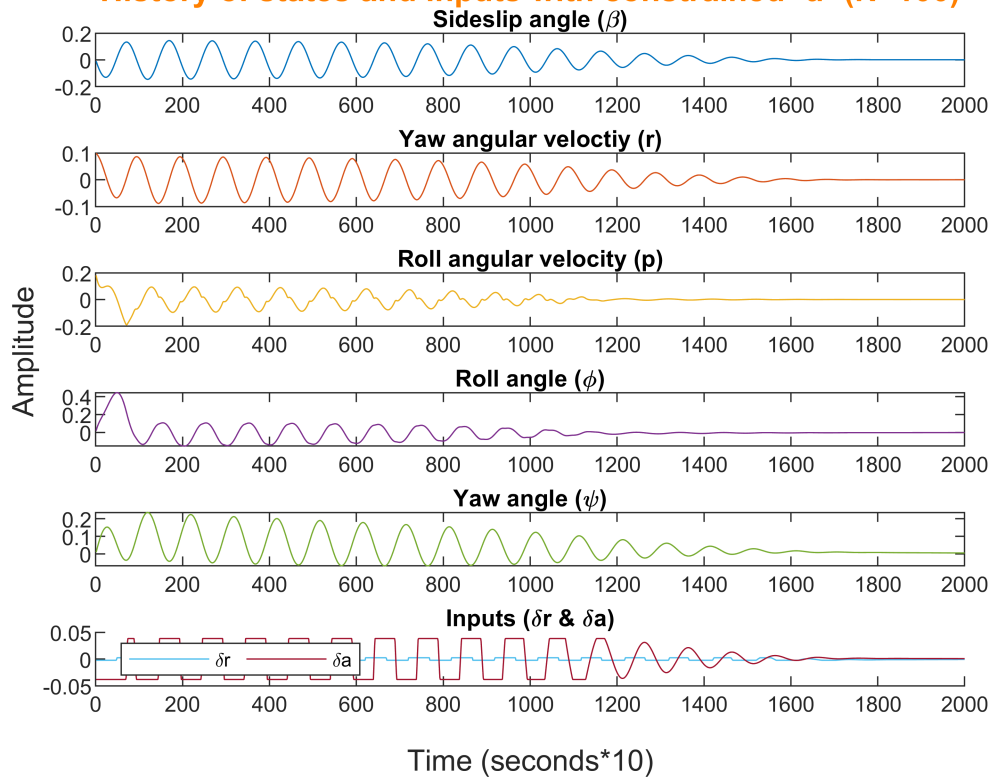 Sideslip angle (β)
0.2
0
-0.2
0 200 400 600 800 1000 1200 1400 1600 1800 2000
Yaw angular veloctiy (r)
0.1
0
-0.1
0 200 400 600 800 1000 1200 1400 1600 1800 2000
Roll angular velocity (p)
0.2
0
-0.2
0 200 400 600 800 1000 1200 1400 1600 1800 2000
Amplitude
Roll angle (ϕ)
0.4
0.2
0
0 200 400 600 800 1000 1200 1400 1600 1800 2000
Yaw angle (ψ)
0.2
0.1
0
0 200 400 600 800 1000 1200 1400 1600 1800 2000
Inputs (δr & δa)
0.05
0
-0.05
δr δa
0 200 400 600 800 1000 1200 1400 1600 1800 2000
Time (seconds*10)